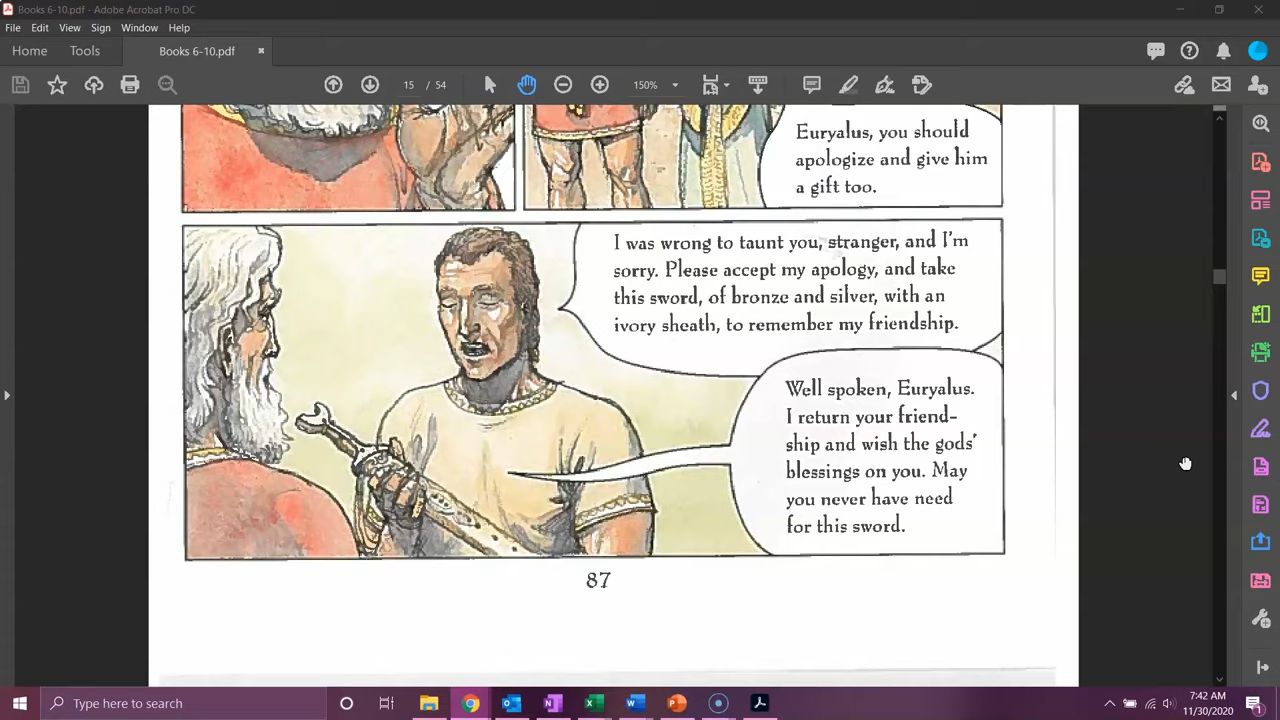 Books 6-10.pdf - Adobe Acrobat Pro DC
File Edit View Sign Window Help
Home Tools Books 6-10.pdf
15 / 54 150%
Euryalus, you should
apologize and give him
a gift too.
I was wrong to taunt you, stranger, and I'm
sorry. Please accept my apology, and take
this sword, of bronze and silver, with an
ivory sheath, to remember my friendship.
Well spoken, Euryalus.
I return your friend-
ship and wish the gods'
blessings on you. May
you never have need
for this sword.
87
Type here to search
7:42 AM
11/30/2020